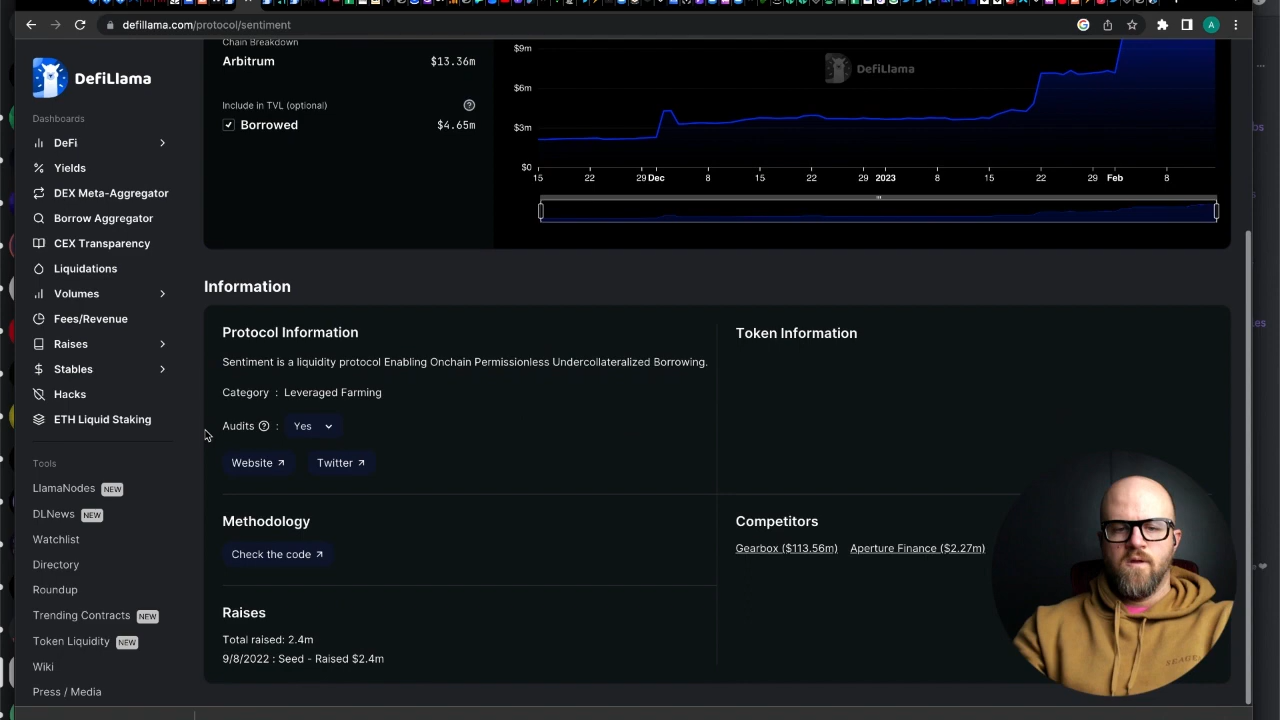 defillama.com/protocol/sentiment
A
DefiLlama
Dashboards
DeFi
Yields
DEX Meta-Aggregator
Borrow Aggregator
CEX Transparency
Liquidations
Volumes
Fees/Revenue
Raises
Stables
Hacks
ETH Liquid Staking
Tools
LlamaNodes NEW
DLNews NEW
Watchlist
Directory
Roundup
Trending Contracts NEW
Token Liquidity NEW
Wiki
Press / Media
Chain Breakdown
Arbitrum $13.36m
Include in TVL (optional)
Borrowed $4.65m
$9m
$6m
$3m
$0
DefiLlama
15 22 29 Dec 8 15 22 29 2023 8 15 22 29 Feb 8
Information
Protocol Information
Sentiment is a liquidity protocol Enabling Onchain Permissionless Undercollateralized Borrowing.
Category : Leveraged Farming
Audits : Yes
Website Twitter
Methodology
Check the code
Raises
Total raised: 2.4m
9/8/2022 : Seed - Raised $2.4m
Token Information
Competitors
Gearbox ($113.56m) Aperture Finance ($2.27m)